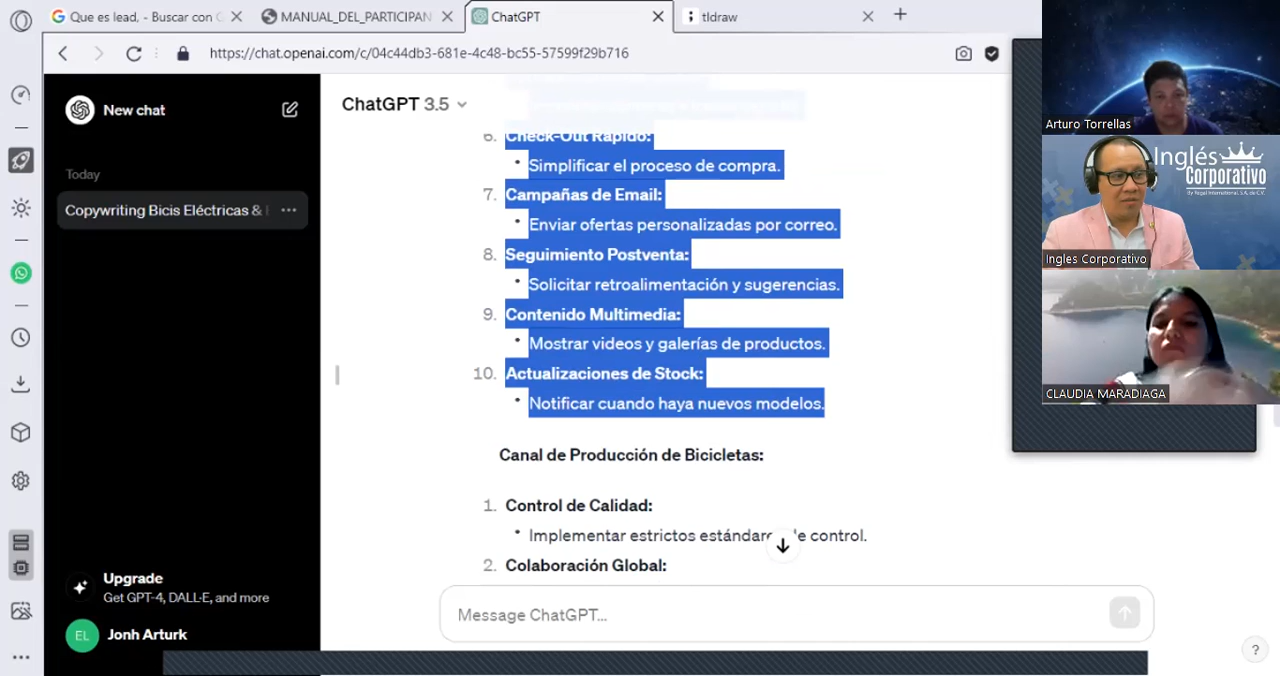 Que es lead, - Buscar con G
MANUAL_DEL_PARTICIPAN
ChatGPT
tldraw
https://chat.openai.com/c/04c44db3-681e-4c48-bc55-57599f29b716
New chat
Today
Copywriting Bicis Eléctricas &
ChatGPT 3.5
6. Check-Out Rápido:
• Simplificar el proceso de compra.
7. Campañas de Email:
• Enviar ofertas personalizadas por correo.
8. Seguimiento Postventa:
• Solicitar retroalimentación y sugerencias.
9. Contenido Multimedia:
• Mostrar videos y galerías de productos.
10. Actualizaciones de Stock:
• Notificar cuando haya nuevos modelos.
Canal de Producción de Bicicletas:
1. Control de Calidad:
• Implementar estrictos estándares de control.
2. Colaboración Global:
Message ChatGPT...
Upgrade
Get GPT-4, DALL·E, and more
EL
Jonh Arturk
?
Arturo Torrellas
Inglés
Corporativo
By Regal International, S.A. de C.V.
Ingles Corporativo
CLAUDIA MARADIAGA